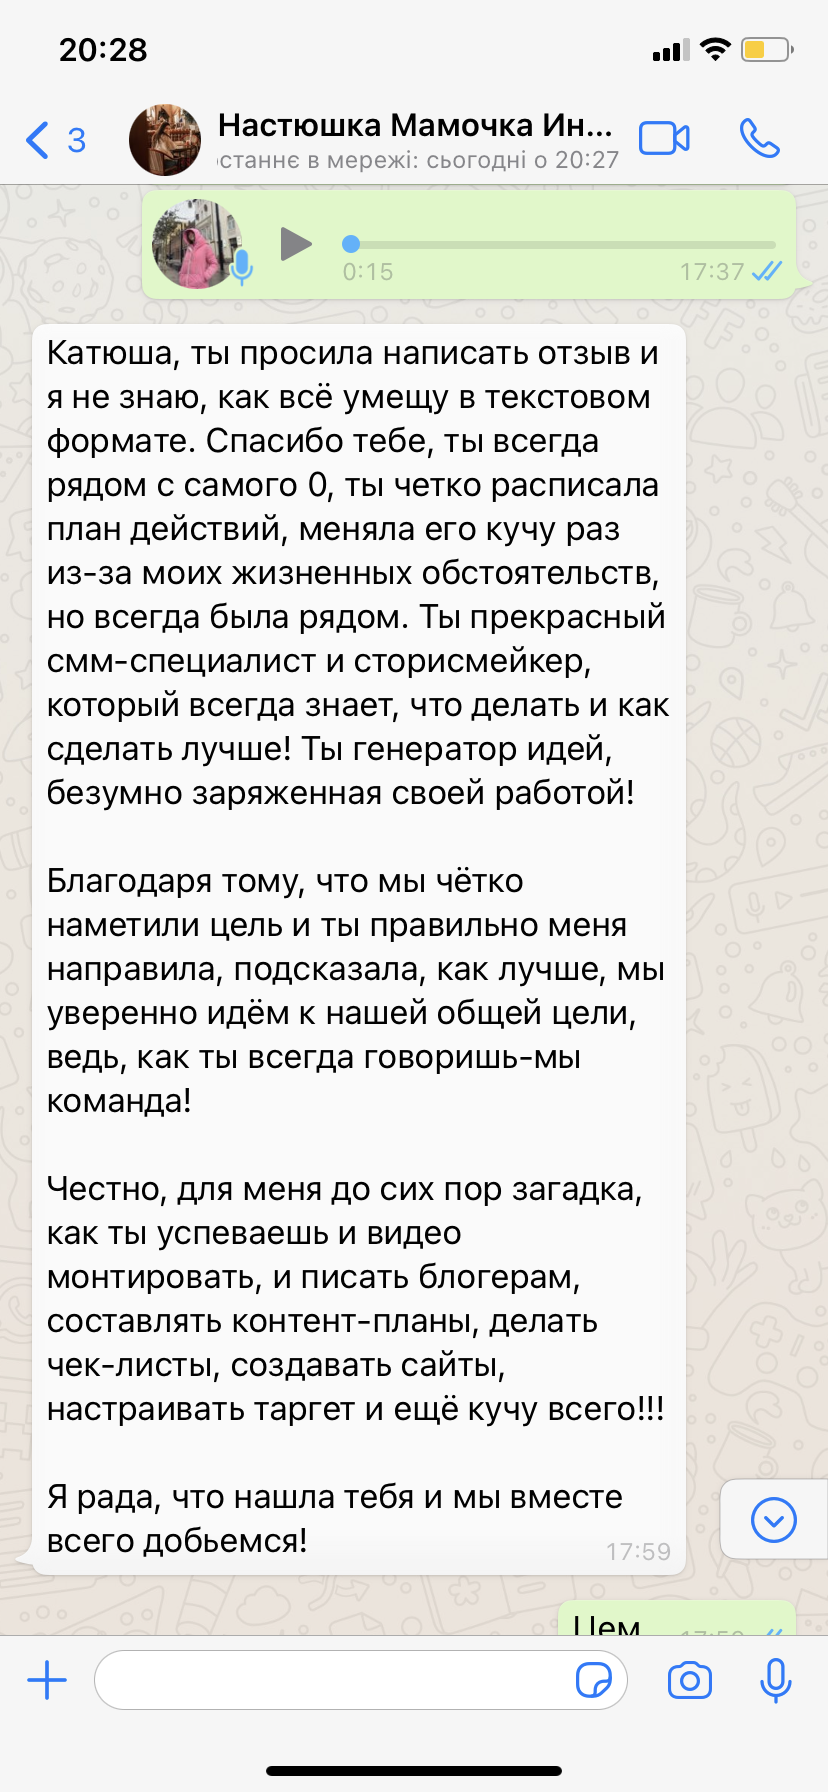 20:28
3
Настюшка Мамочка Ин...
останнє в мережі: сьогодні о 20:27
0:15
17:37
Катюша, ты просила написать отзыв и
я не знаю, как всё умещу в текстовом
формате. Спасибо тебе, ты всегда
рядом с самого 0, ты четко расписала
план действий, меняла его кучу раз
из-за моих жизненных обстоятельств,
но всегда была рядом. Ты прекрасный
смм-специалист и сторисмейкер,
который всегда знает, что делать и как
сделать лучше! Ты генератор идей,
безумно заряженная своей работой!
Благодаря тому, что мы чётко
наметили цель и ты правильно меня
направила, подсказала, как лучше, мы
уверенно идём к нашей общей цели,
ведь, как ты всегда говоришь-мы
команда!
Честно, для меня до сих пор загадка,
как ты успеваешь и видео
монтировать, и писать блогерам,
составлять контент-планы, делать
чек-листы, создавать сайты,
настраивать таргет и ещё кучу всего!!!
Я рада, что нашла тебя и мы вместе
всего добьемся!
17:59
Цем